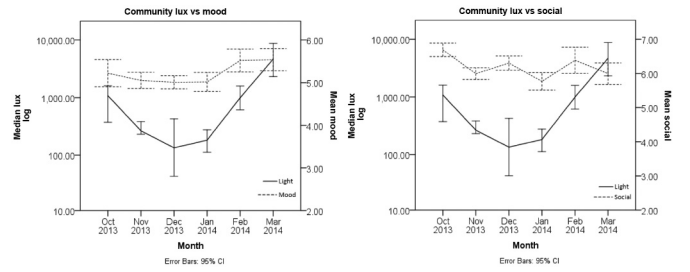 Community lux vs mood
10,000.00
1,000.00
100.00
10.00
Median lux
log
6.00
5.00
4.00
3.00
2.00
Mean mood
Light
Mood
Oct 2013
Nov 2013
Dec 2013
Jan 2014
Feb 2014
Mar 2014
Month
Error Bars: 95% CI
Community lux vs social
10,000.00
1,000.00
100.00
10.00
Median lux
log
7.00
6.00
5.00
4.00
3.00
2.00
Mean social
Light
Social
Oct 2013
Nov 2013
Dec 2013
Jan 2014
Feb 2014
Mar 2014
Month
Error Bars: 95% CI